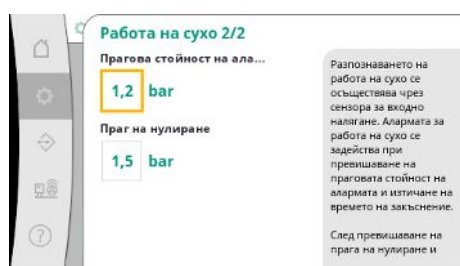 Работа на сухо 2/2
Прагова стойност на ала...
1,2 bar
Праг на нулиране
1,5 bar
Разпознаването на
работа на сухо се
осъществява чрез
сензора за входно
налягане. Алармата за
работа на сухо се
задейства при
превишаване на
праговата стойност на
алармата и изтичане на
времето на закъснение.
След превишаване на
прага на нулиране и